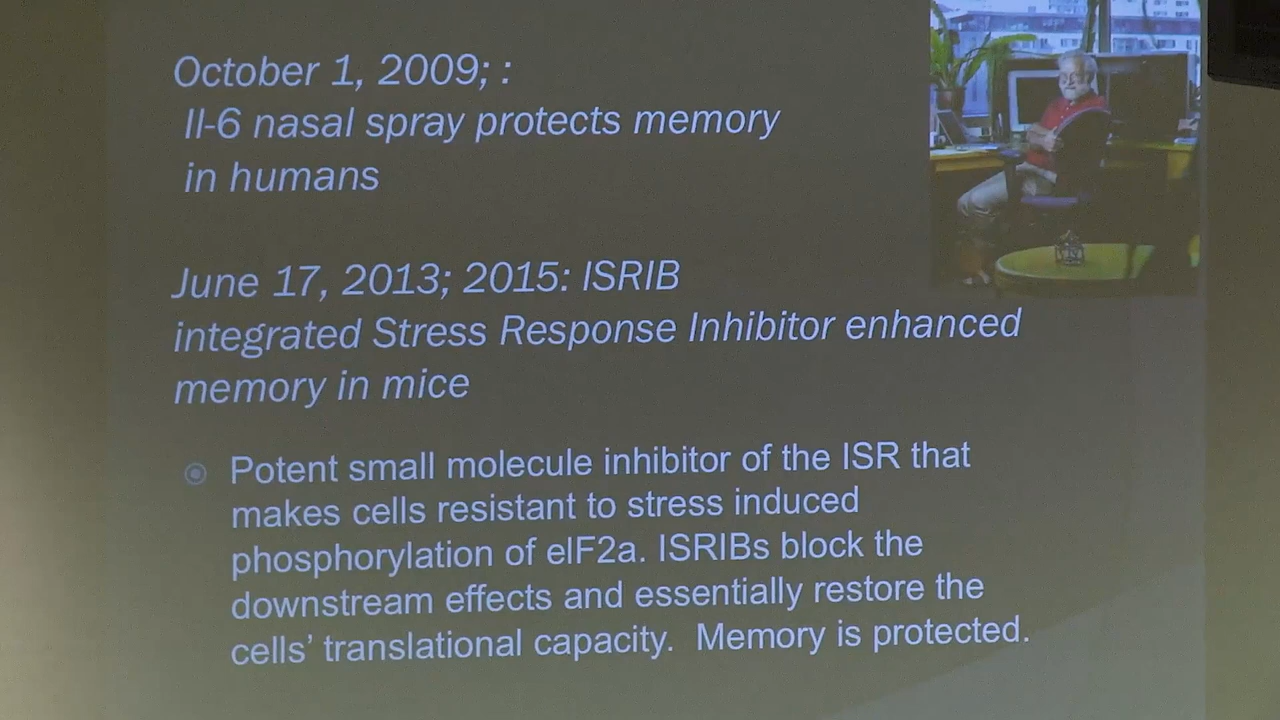 October 1, 2009; :
Il-6 nasal spray protects memory
in humans
June 17, 2013; 2015: ISRIB
integrated Stress Response Inhibitor enhanced
memory in mice
Potent small molecule inhibitor of the ISR that
makes cells resistant to stress induced
phosphorylation of eIF2a. ISRIBs block the
downstream effects and essentially restore the
cells’ translational capacity. Memory is protected.